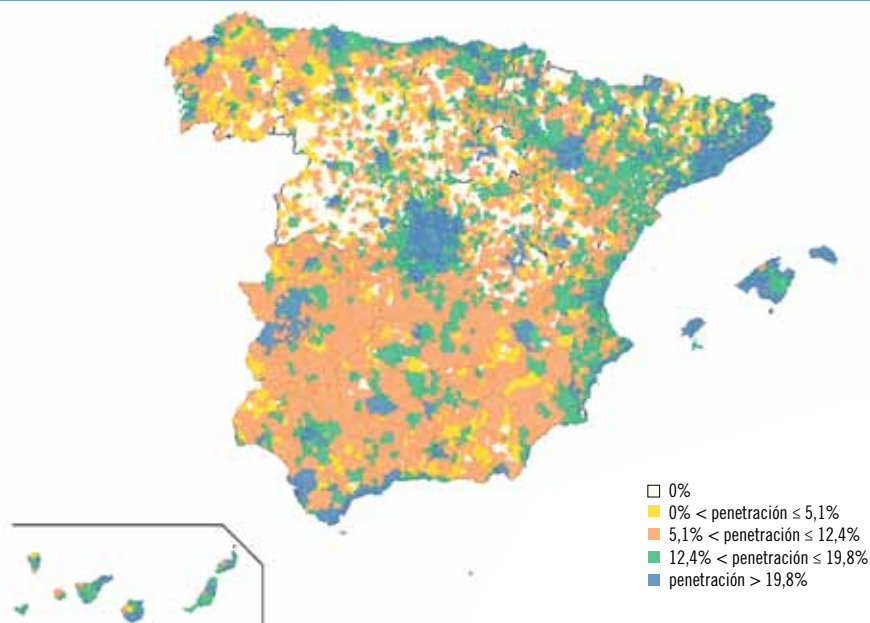 0%
0% < penetración ≤ 5,1%
5,1% < penetración ≤ 12,4%
12,4% < penetración ≤ 19,8%
penetración > 19,8%